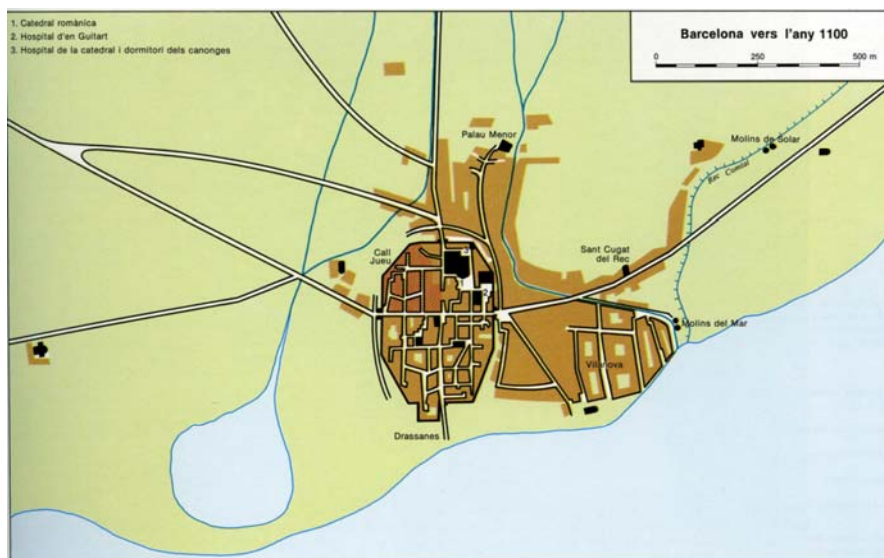 1. Catedral romànica
2. Hospital d'en Guitart
3. Hospital de la catedral i dormitori dels canonges
Barcelona vers l'any 1100
0 250 500 m
Palau Menor
Molins de Solar
Rec Comtal
Call
Jueu
3
Sant Cugat
del Rec
2
Molins del Mar
Vilanova
Drassanes